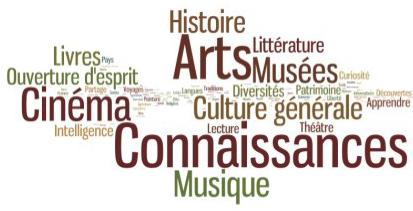 Histoire
Livres Pays Arts Littérature
Ouverture d'esprit Musées Curiosité
Partage Voyages Langues Traditions Diversités Patrimoine Découvertes
Cinéma Peinture Culture générale Liberté Apprendre
Intelligence Lecture Théâtre
Connaissances
Musique